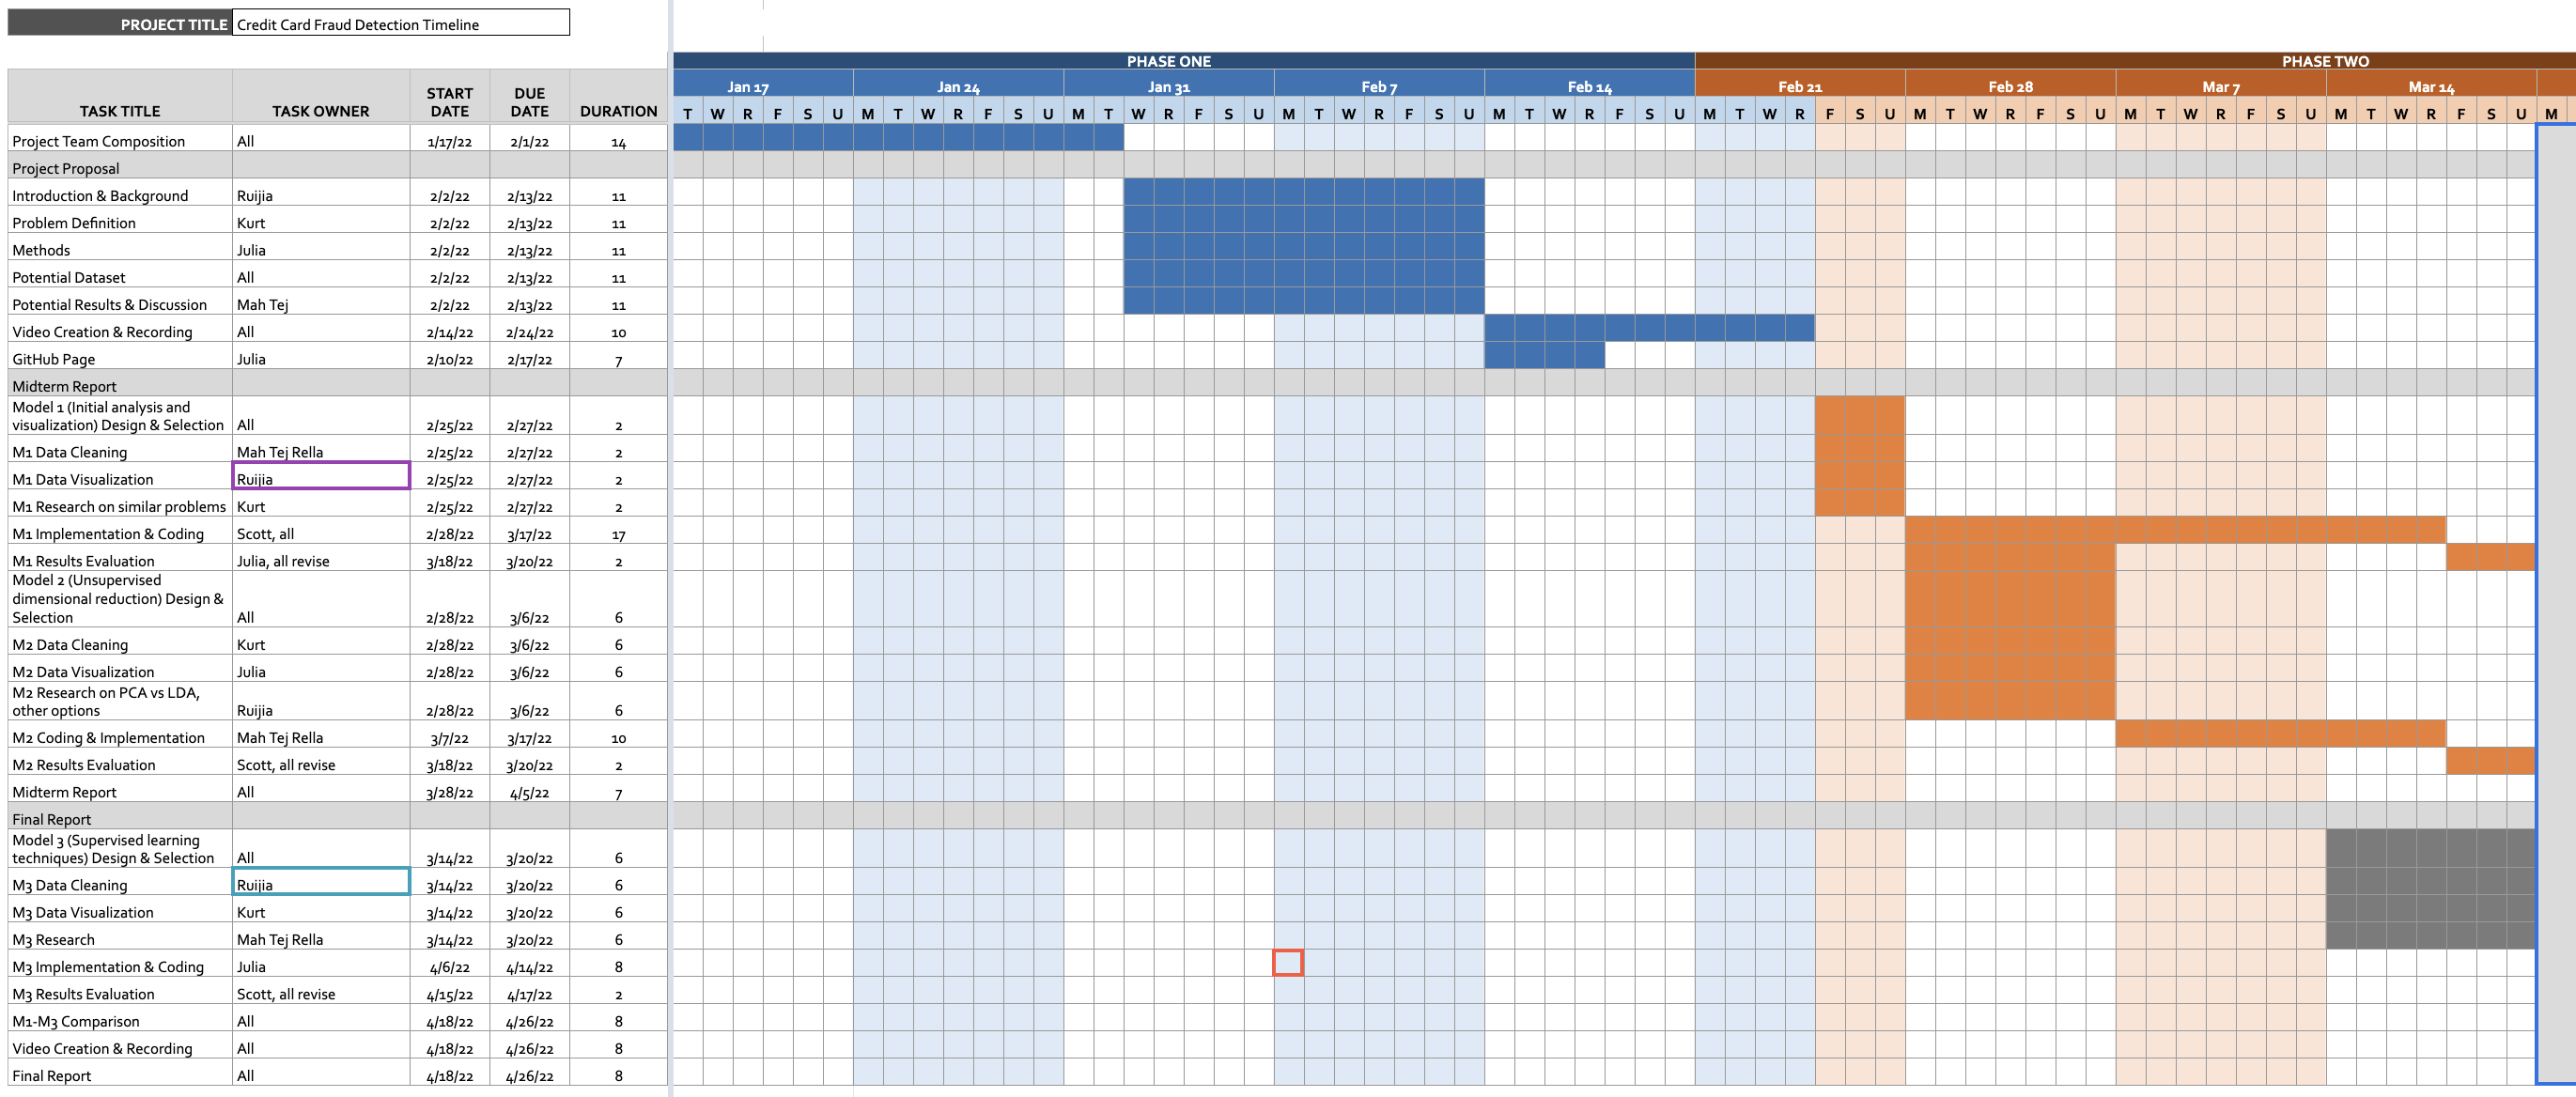 PROJECT TITLE Credit Card Fraud Detection Timeline
PHASE ONE PHASE TWO
TASK TITLE TASK OWNER START DATE DUE DATE DURATION Jan 17 Jan 24 Jan 31 Feb 7 Feb 14 Feb 21 Feb 28 Mar 7 Mar 14
T W R F S U M T W R F S U M T W R F S U M T W R F S U M T W R F S U M T W R F S U M T W R F S U M T W R F S U M T W R F S U M
Project Team Composition All 1/17/22 2/1/22 14
Project Proposal
Introduction & Background Ruijia 2/2/22 2/13/22 11
Problem Definition Kurt 2/2/22 2/13/22 11
Methods Julia 2/2/22 2/13/22 11
Potential Dataset All 2/2/22 2/13/22 11
Potential Results & Discussion Mah Tej 2/2/22 2/13/22 11
Video Creation & Recording All 2/14/22 2/24/22 10
GitHub Page Julia 2/10/22 2/17/22 7
Midterm Report
Model 1 (Initial analysis and
visualization) Design & Selection All 2/25/22 2/27/22 2
M1 Data Cleaning Mah Tej Rella 2/25/22 2/27/22 2
M1 Data Visualization Ruijia 2/25/22 2/27/22 2
M1 Research on similar problems Kurt 2/25/22 2/27/22 2
M1 Implementation & Coding Scott, all 2/28/22 3/17/22 17
M1 Results Evaluation Julia, all revise 3/18/22 3/20/22 2
Model 2 (Unsupervised
dimensional reduction) Design &
Selection All 2/28/22 3/6/22 6
M2 Data Cleaning Kurt 2/28/22 3/6/22 6
M2 Data Visualization Julia 2/28/22 3/6/22 6
M2 Research on PCA vs LDA,
other options Ruijia 2/28/22 3/6/22 6
M2 Coding & Implementation Mah Tej Rella 3/7/22 3/17/22 10
M2 Results Evaluation Scott, all revise 3/18/22 3/20/22 2
Midterm Report All 3/28/22 4/5/22 7
Final Report
Model 3 (Supervised learning
techniques) Design & Selection All 3/14/22 3/20/22 6
M3 Data Cleaning Ruijia 3/14/22 3/20/22 6
M3 Data Visualization Kurt 3/14/22 3/20/22 6
M3 Research Mah Tej Rella 3/14/22 3/20/22 6
M3 Implementation & Coding Julia 4/6/22 4/14/22 8
M3 Results Evaluation Scott, all revise 4/15/22 4/17/22 2
M1-M3 Comparison All 4/18/22 4/26/22 8
Video Creation & Recording All 4/18/22 4/26/22 8
Final Report All 4/18/22 4/26/22 8